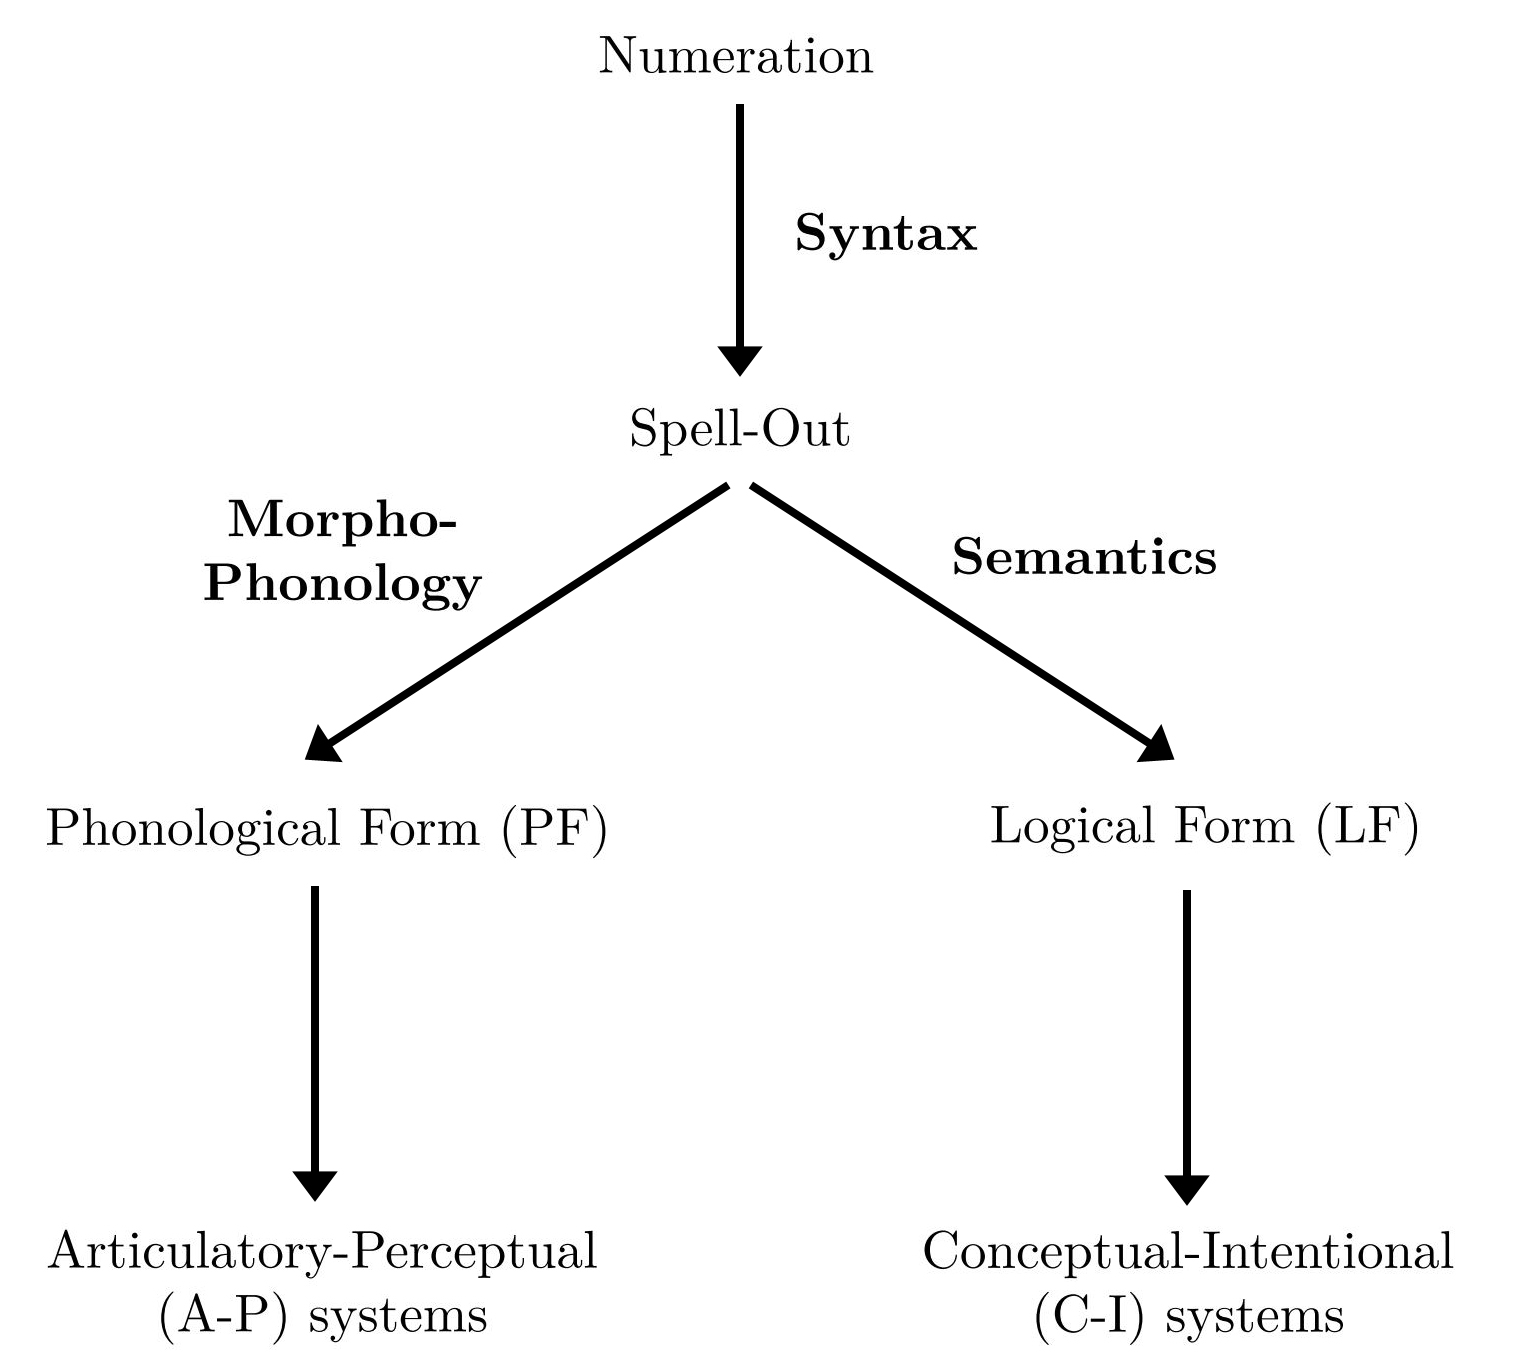 Numeration
Syntax
Spell-Out
Morpho-
Phonology
Semantics
Phonological Form (PF)
Logical Form (LF)
Articulatory-Perceptual
(A-P) systems
Conceptual-Intentional
(C-I) systems